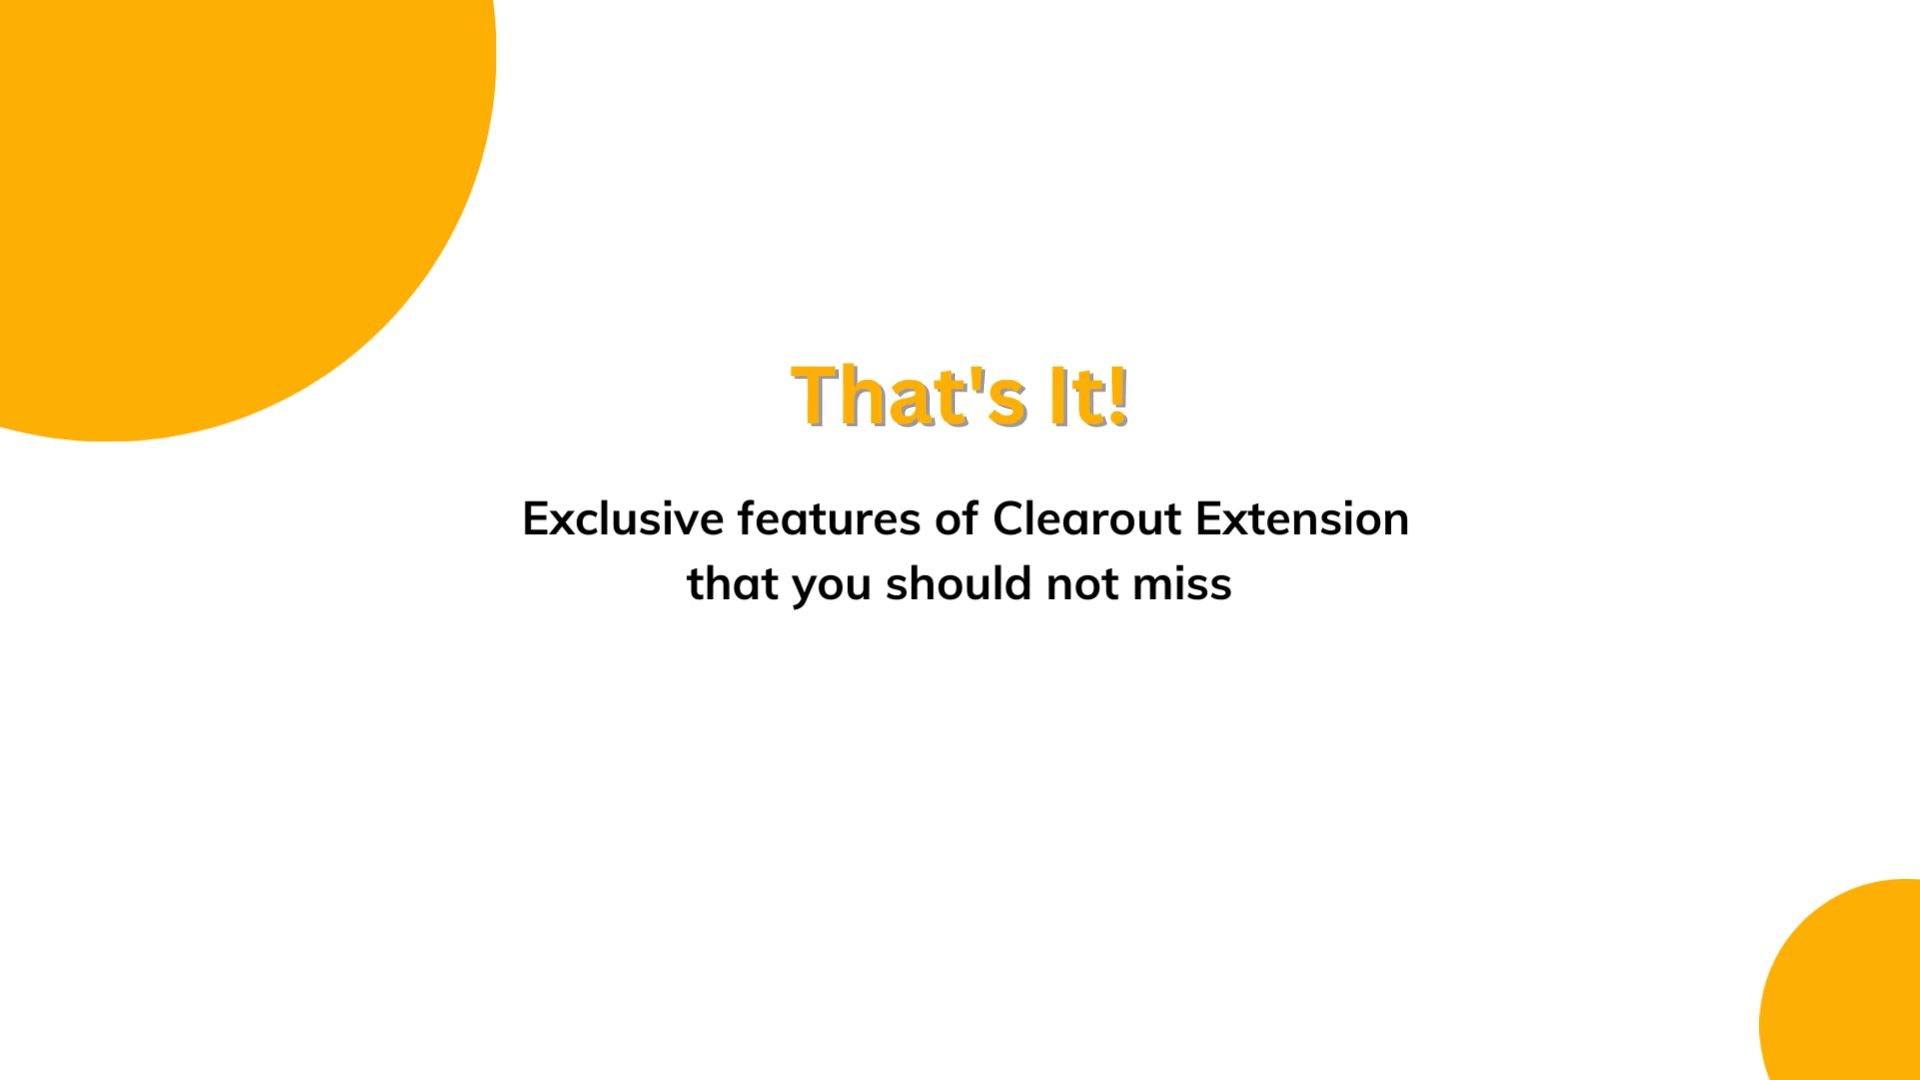 That's It!
Exclusive features of Clearout Extension
that you should not miss